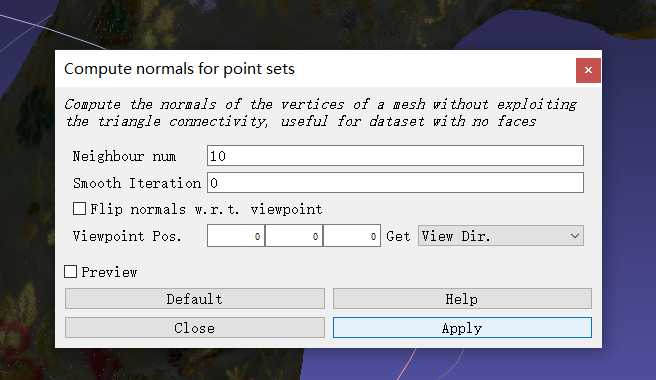 Compute normals for point sets
Compute the normals of the vertices of a mesh without exploiting
the triangle connectivity, useful for dataset with no faces
Neighbour num 10
Smooth Iteration 0
Flip normals w.r.t. viewpoint
Viewpoint Pos. 0 0 0 Get View Dir.
Preview
Default Help
Close Apply